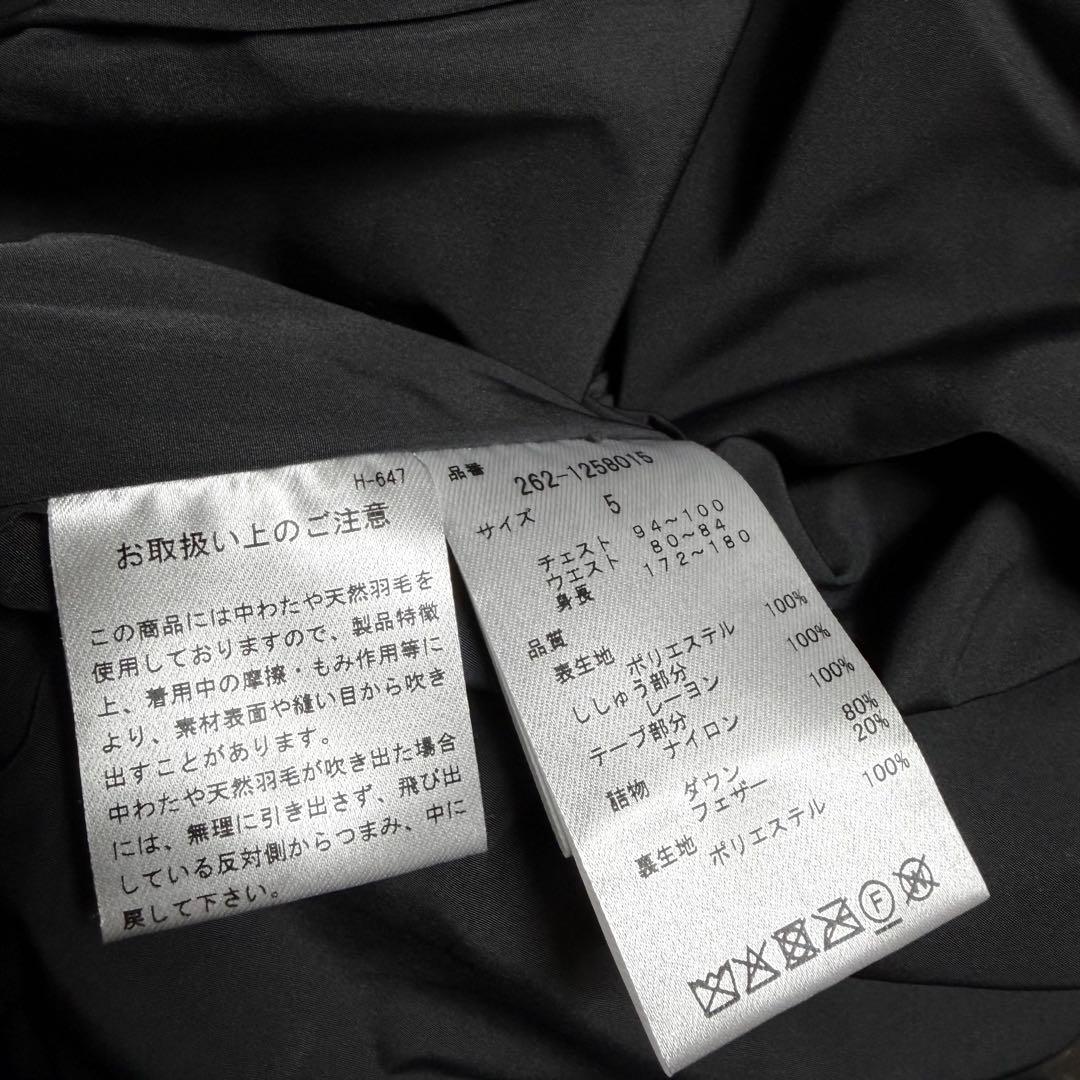 H-647
お取扱い上のご注意
この商品には中わたや天然羽毛を
使用しておりますので、製品特徴
上、着用中の摩擦・もみ作用等に
より、素材表面や縫い目から吹き
出すことがあります。
中わたや天然羽毛が吹き出た場合
には、無理に引き出さず、飛び出
している反対側からつまみ、中に
戻して下さい。
品番 262-1258015
サイズ 5
チェスト 94～100
ウエスト 80～84
身長 172～180
品質
表生地 ポリエステル 100%
ししゅう部分
レーヨン 100%
テープ部分
ナイロン 100%
詰物 ダウン 80%
フェザー 20%
裏生地 ポリエステル 100%
F
W